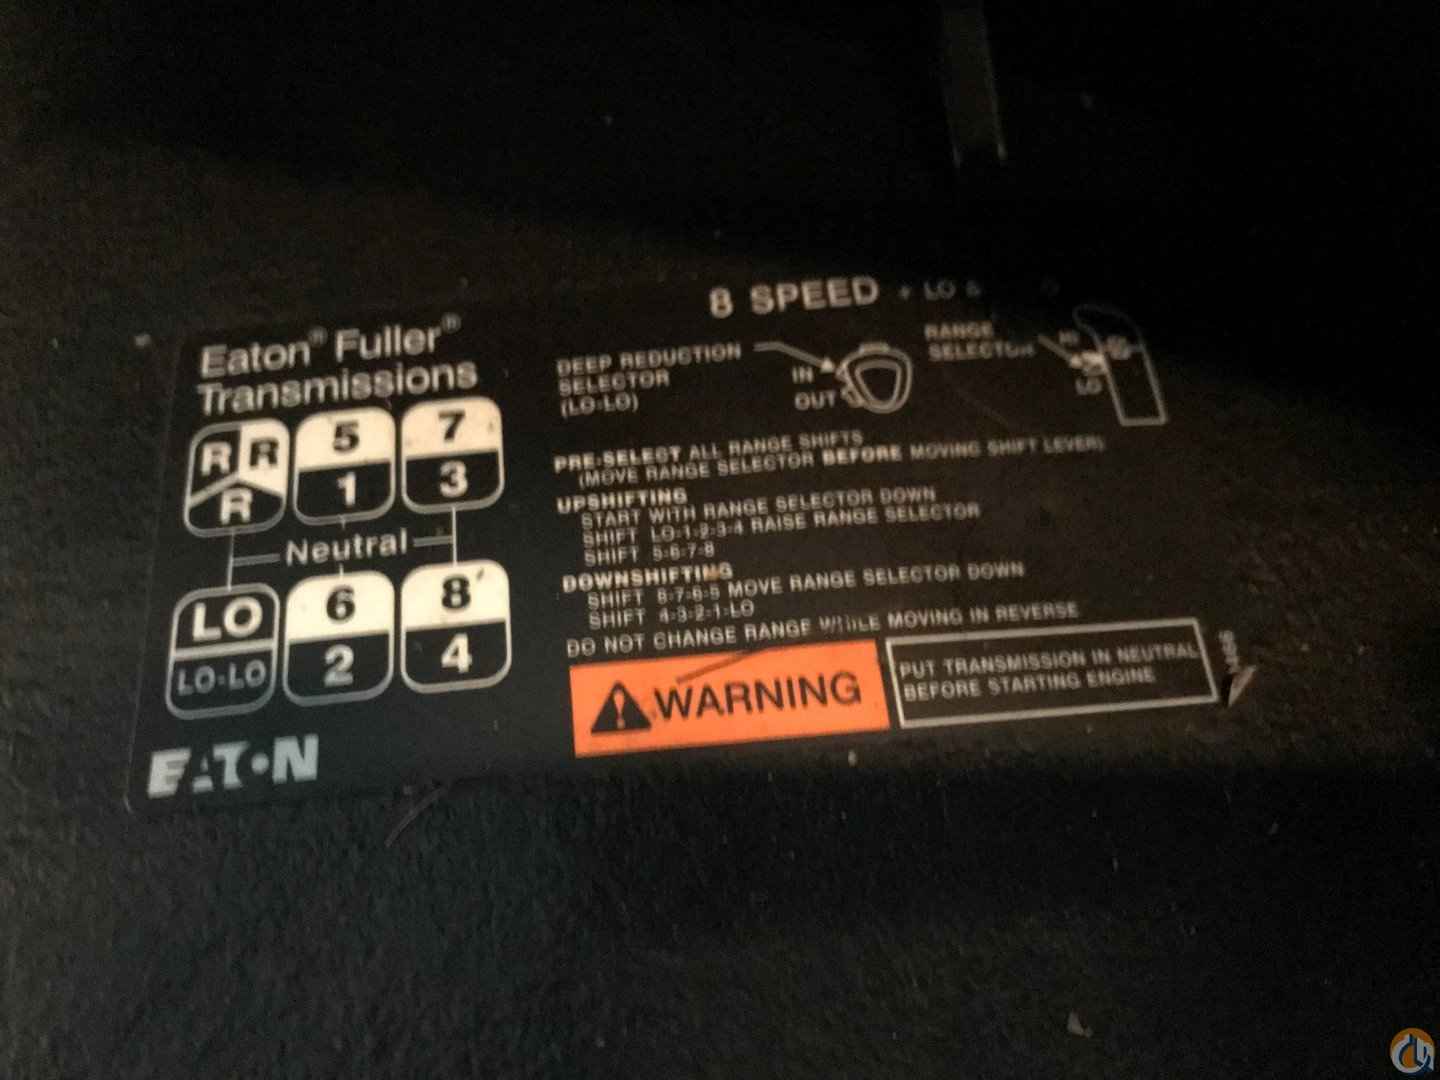 8 SPEED + LO &
Eaton® Fuller®
Transmissions
R R
R
5
1
7
3
Neutral
LO
LO-LO
6
2
8
4
EATON
DEEP REDUCTION
SELECTOR
(LO-LO)
IN
OUT
RANGE
SELECTOR
HI
LO
PRE-SELECT ALL RANGE SHIFTS
(MOVE RANGE SELECTOR BEFORE MOVING SHIFT LEVER)
UPSHIFTING
START WITH RANGE SELECTOR DOWN
SHIFT LO-1-2-3-4 RAISE RANGE SELECTOR
SHIFT 5-6-7-8
DOWNSHIFTING
SHIFT 8-7-6-5 MOVE RANGE SELECTOR DOWN
SHIFT 4-3-2-1-LO
DO NOT CHANGE RANGE WHILE MOVING IN REVERSE
WARNING
PUT TRANSMISSION IN NEUTRAL
BEFORE STARTING ENGINE